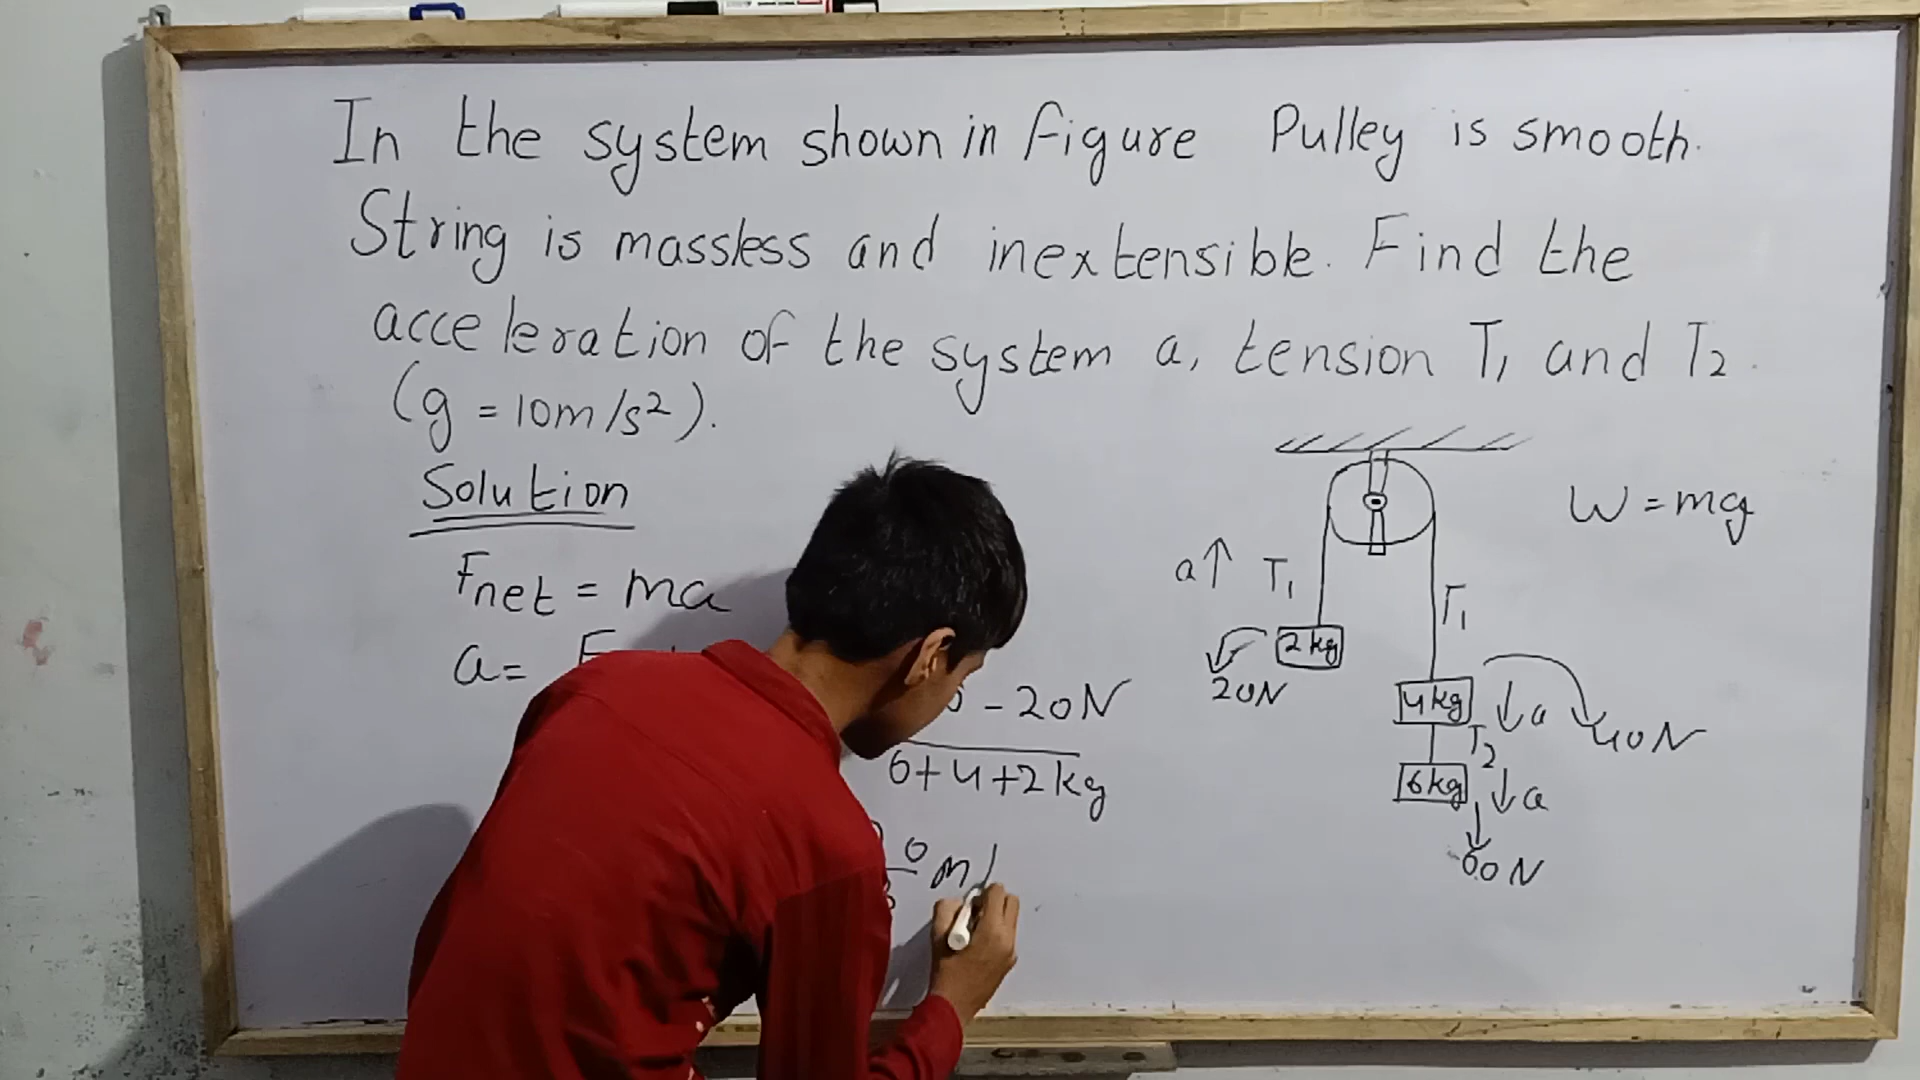 In the system shown in figure Pulley is smooth.
String is massless and inextensible. Find the
acceleration of the system a, tension T₁ and T₂.
(g = 10m/s²).
Solution
W = mg
Fnet = ma
a↑ T₁
T₁
a =
2kg
20N
- 20N
4kg ↓a
40N
T₂
6+4+2kg
6kg ↓a
60N
0 m/